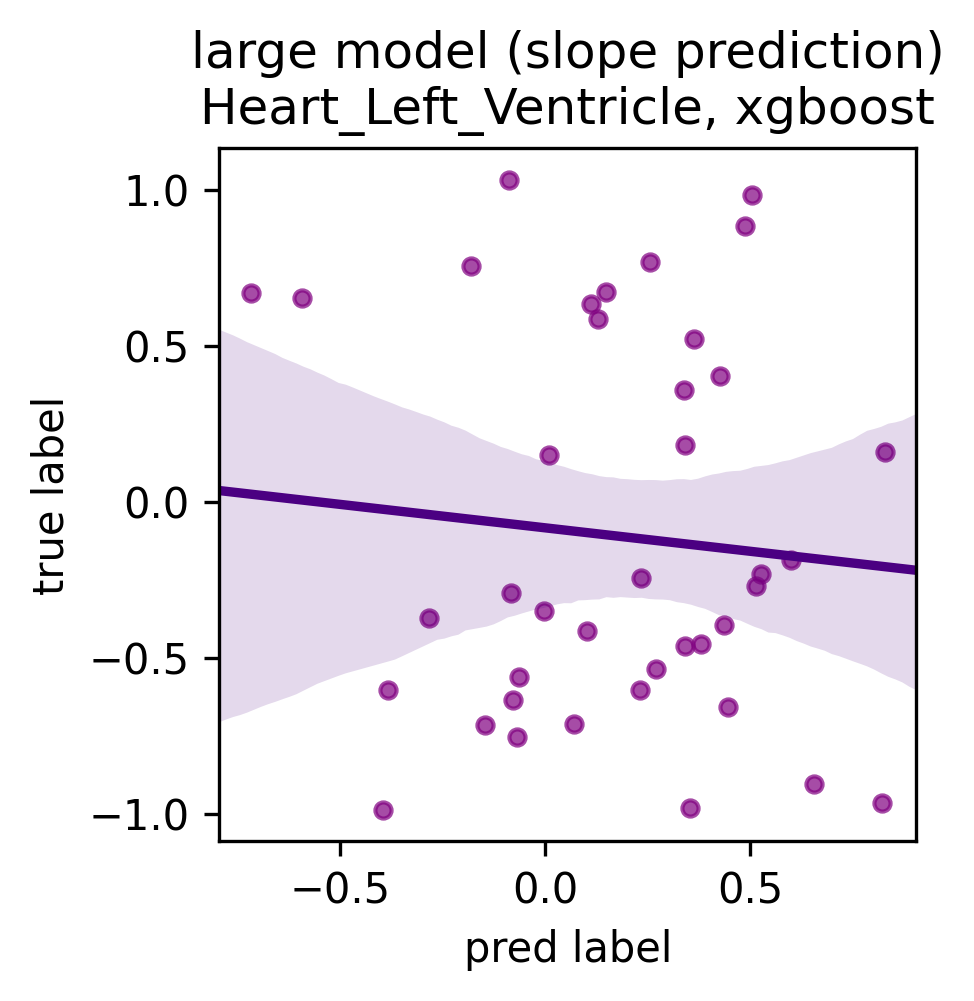 large model (slope prediction)
Heart_Left_Ventricle, xgboost
1.0
0.5
0.0
−0.5
−1.0
true label
−0.5
0.0
0.5
pred label